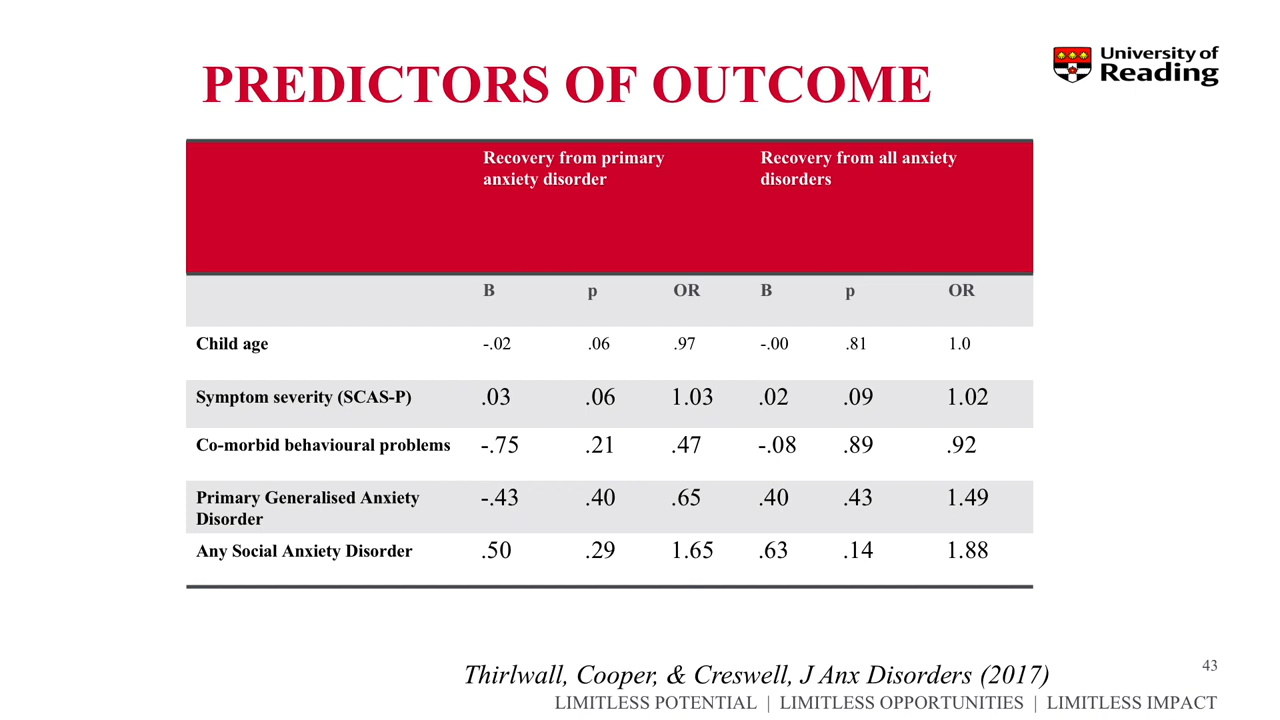 PREDICTORS OF OUTCOME
University of
Reading
Recovery from primary anxiety disorder Recovery from all anxiety disorders
B p OR B p OR
Child age -.02 .06 .97 -.00 .81 1.0
Symptom severity (SCAS-P) .03 .06 1.03 .02 .09 1.02
Co-morbid behavioural problems -.75 .21 .47 -.08 .89 .92
Primary Generalised Anxiety Disorder -.43 .40 .65 .40 .43 1.49
Any Social Anxiety Disorder .50 .29 1.65 .63 .14 1.88
Thirlwall, Cooper, & Creswell, J Anx Disorders (2017)
43
LIMITLESS POTENTIAL | LIMITLESS OPPORTUNITIES | LIMITLESS IMPACT